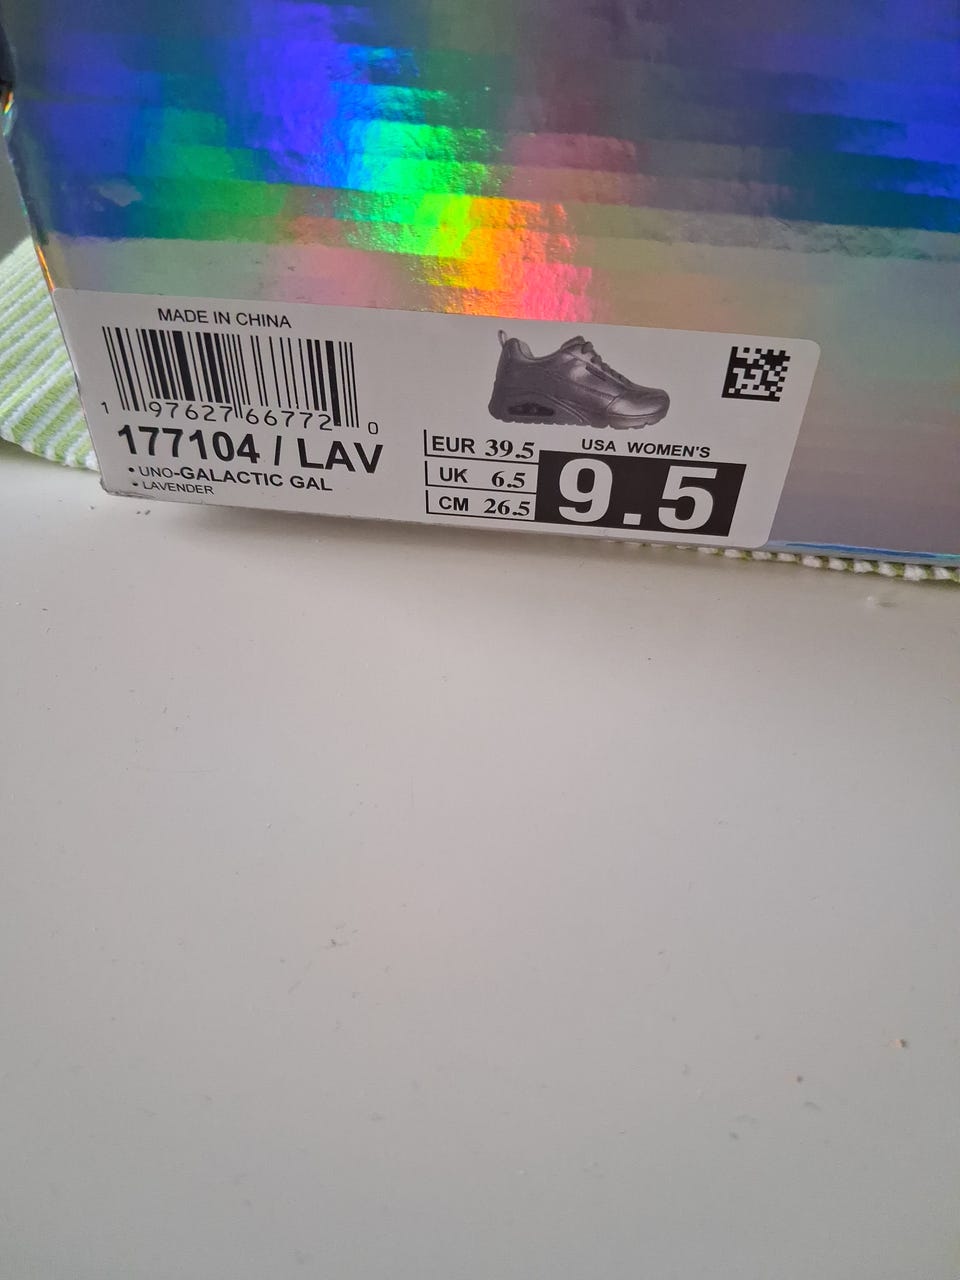 MADE IN CHINA
1 97627 66772 0
177104 / LAV
• UNO-GALACTIC GAL
• LAVENDER
EUR 39.5
UK 6.5
CM 26.5
USA WOMEN'S
9.5